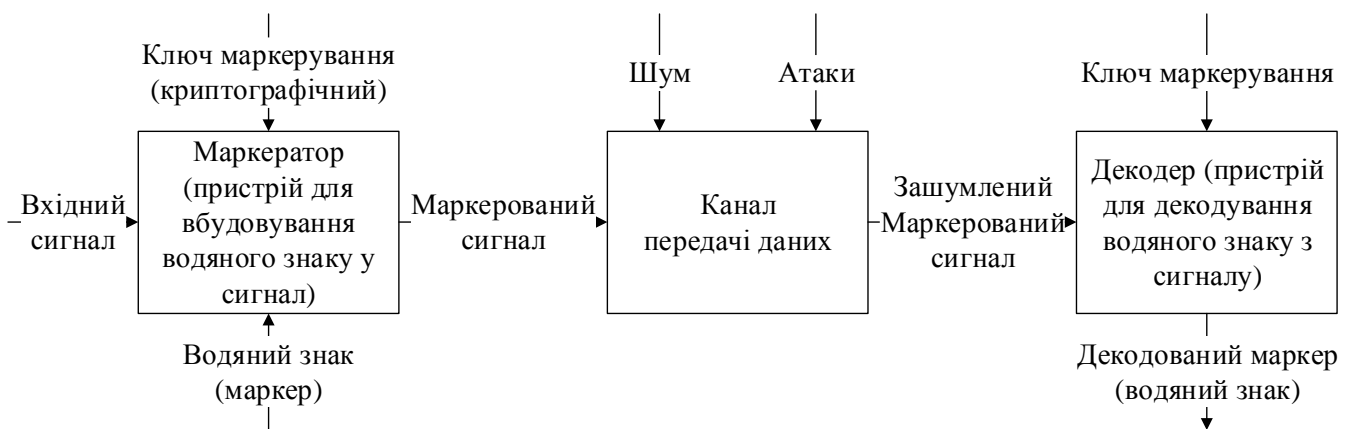 Ключ маркерування
(криптографічний)
Шум
Атаки
Ключ маркерування
Вхідний
сигнал
Маркератор
(пристрій для
вбудовування
водяного знаку у
сигнал)
Маркерований
сигнал
Канал
передачі даних
Зашумлений
Маркерований
сигнал
Декодер (пристрій
для декодування
водяного знаку з
сигналу)
Водяний знак
(маркер)
Декодований маркер
(водяний знак)